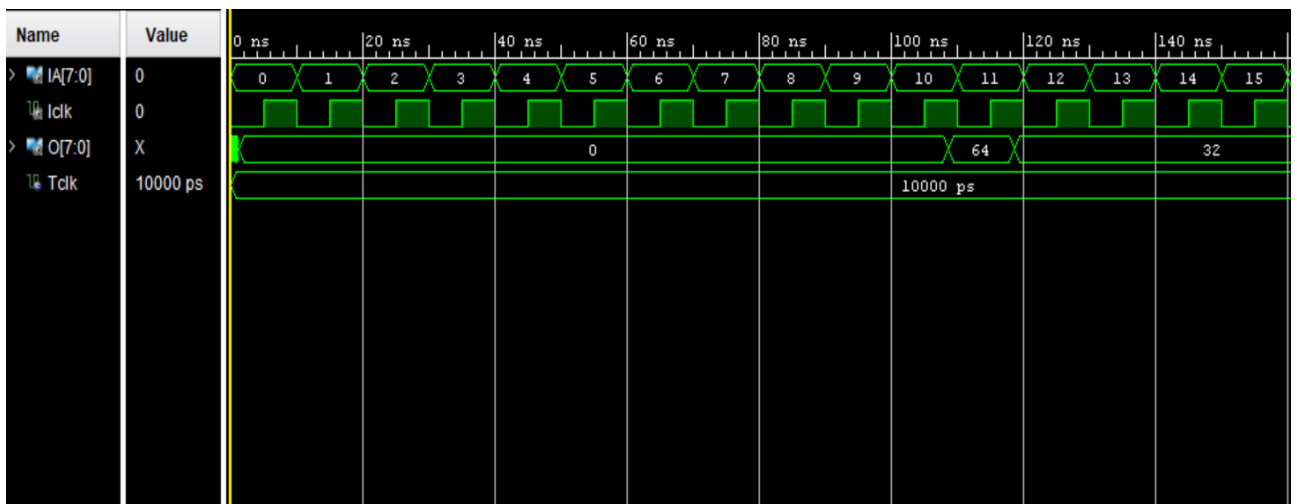 Name Value 0 ns 20 ns 40 ns 60 ns 80 ns 100 ns 120 ns 140 ns
IA[7:0] 0 0 1 2 3 4 5 6 7 8 9 10 11 12 13 14 15
Iclk 0
O[7:0] X 0 64 32
Tclk 10000 ps 10000 ps